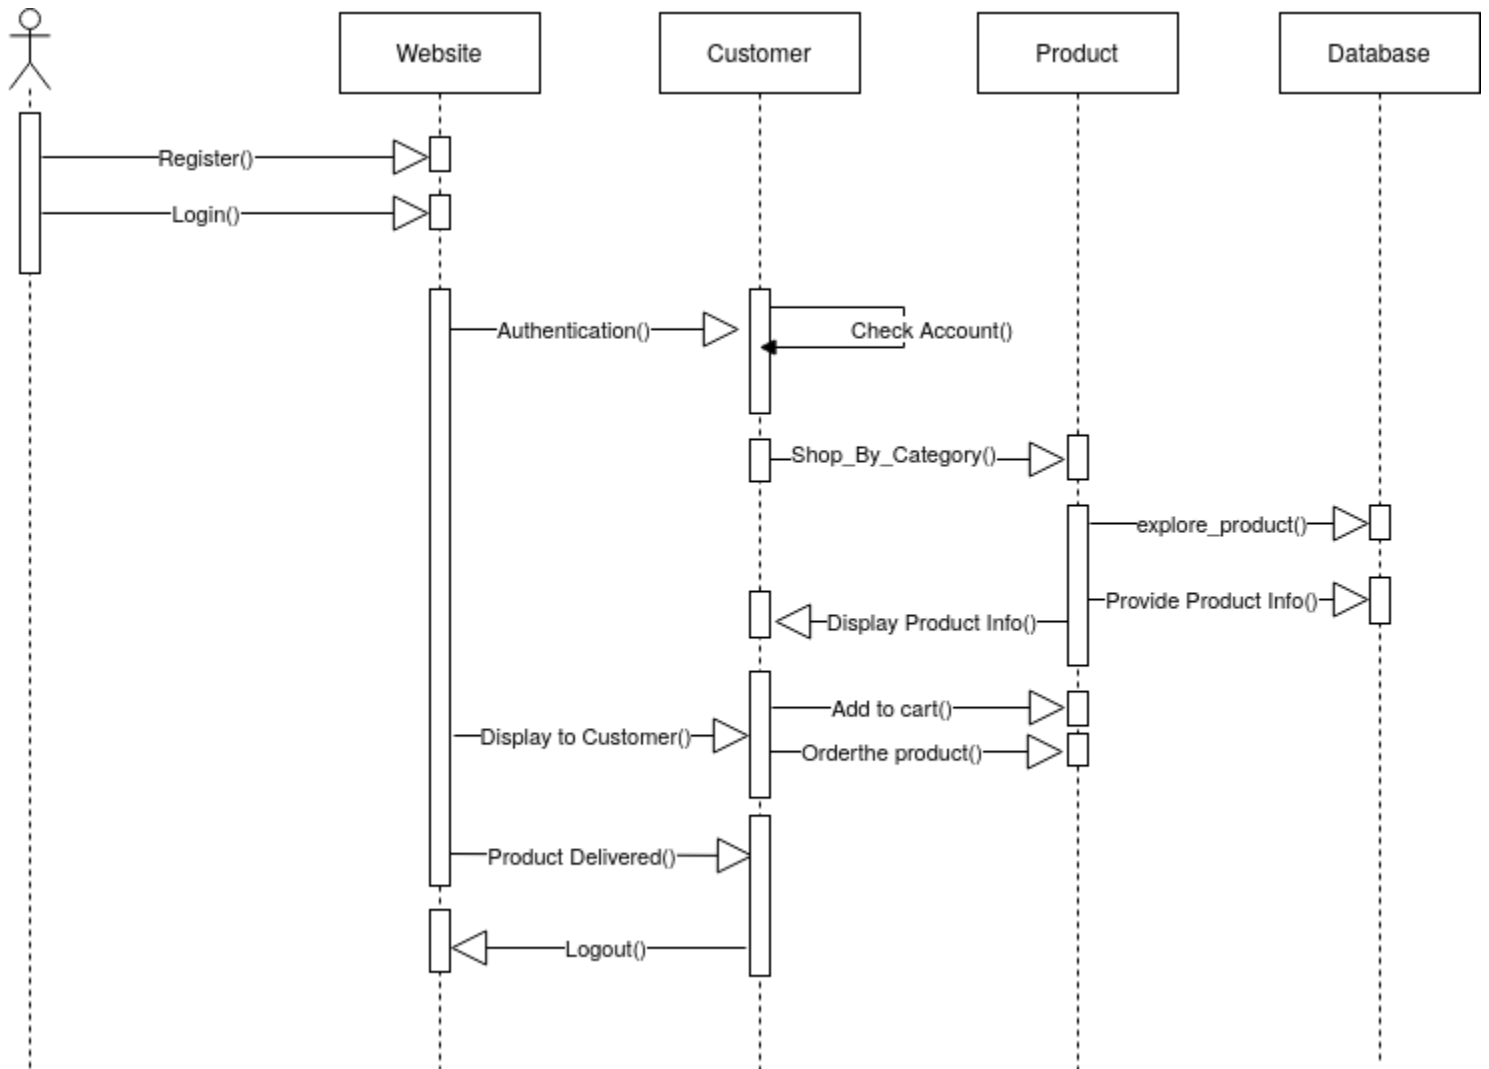 Website
Customer
Product
Database
Register()
Login()
Authentication()
Check Account()
Shop_By_Category()
explore_product()
Provide Product Info()
Display Product Info()
Add to cart()
Display to Customer()
Orderthe product()
Product Delivered()
Logout()